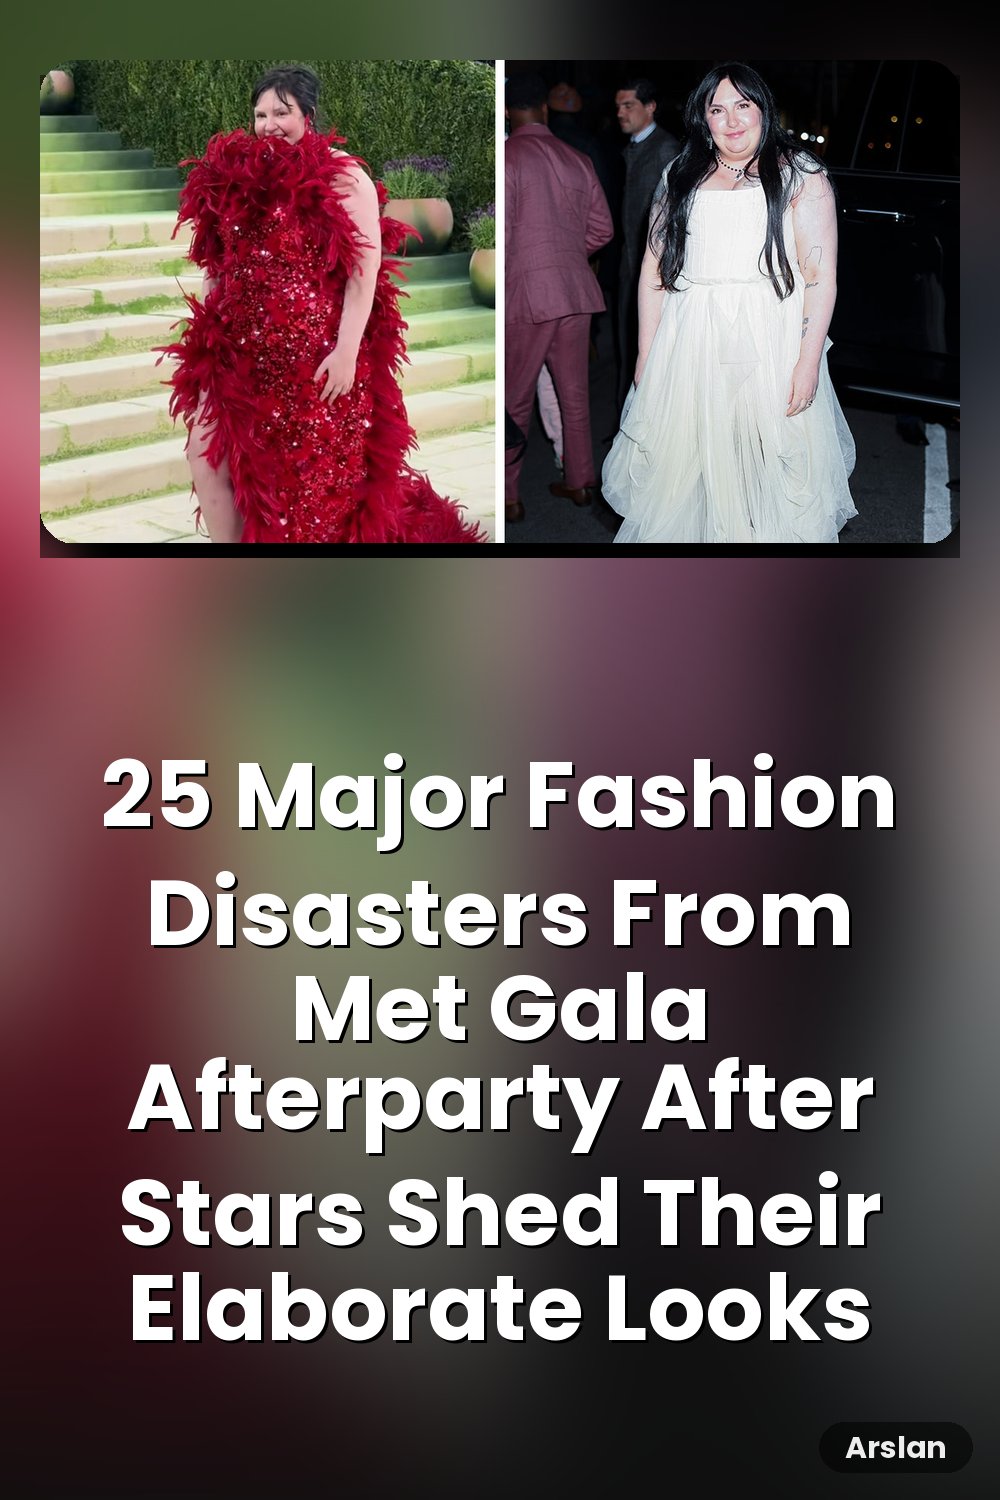 25 Major Fashion
Disasters From
Met Gala
Afterparty After
Stars Shed Their
Elaborate Looks
Arslan